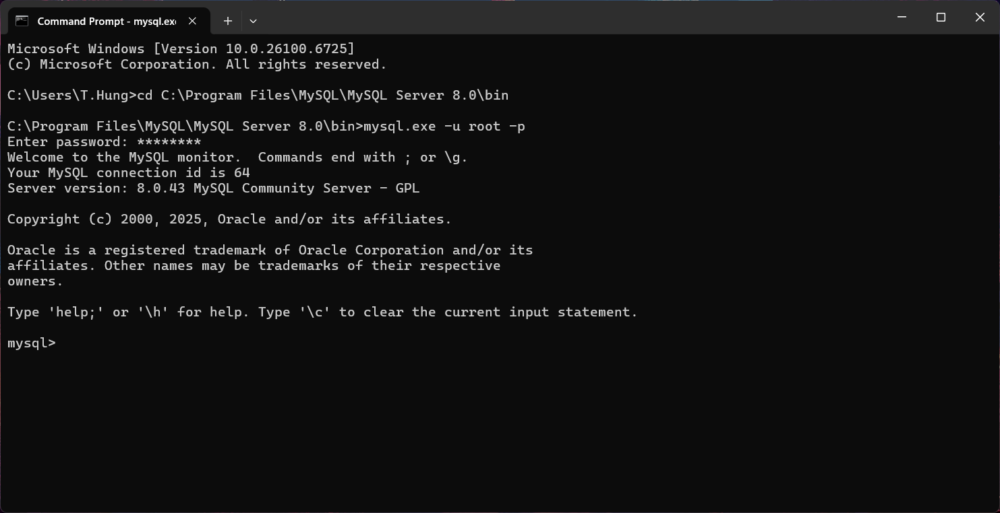 Command Prompt - mysql.exe
Microsoft Windows [Version 10.0.26100.6725]
(c) Microsoft Corporation. All rights reserved.
C:\Users\T.Hung>cd C:\Program Files\MySQL\MySQL Server 8.0\bin
C:\Program Files\MySQL\MySQL Server 8.0\bin>mysql.exe -u root -p
Enter password: ********
Welcome to the MySQL monitor.  Commands end with ; or \g.
Your MySQL connection id is 64
Server version: 8.0.43 MySQL Community Server - GPL
Copyright (c) 2000, 2025, Oracle and/or its affiliates.
Oracle is a registered trademark of Oracle Corporation and/or its
affiliates. Other names may be trademarks of their respective
owners.
Type 'help;' or '\h' for help. Type '\c' to clear the current input statement.
mysql>